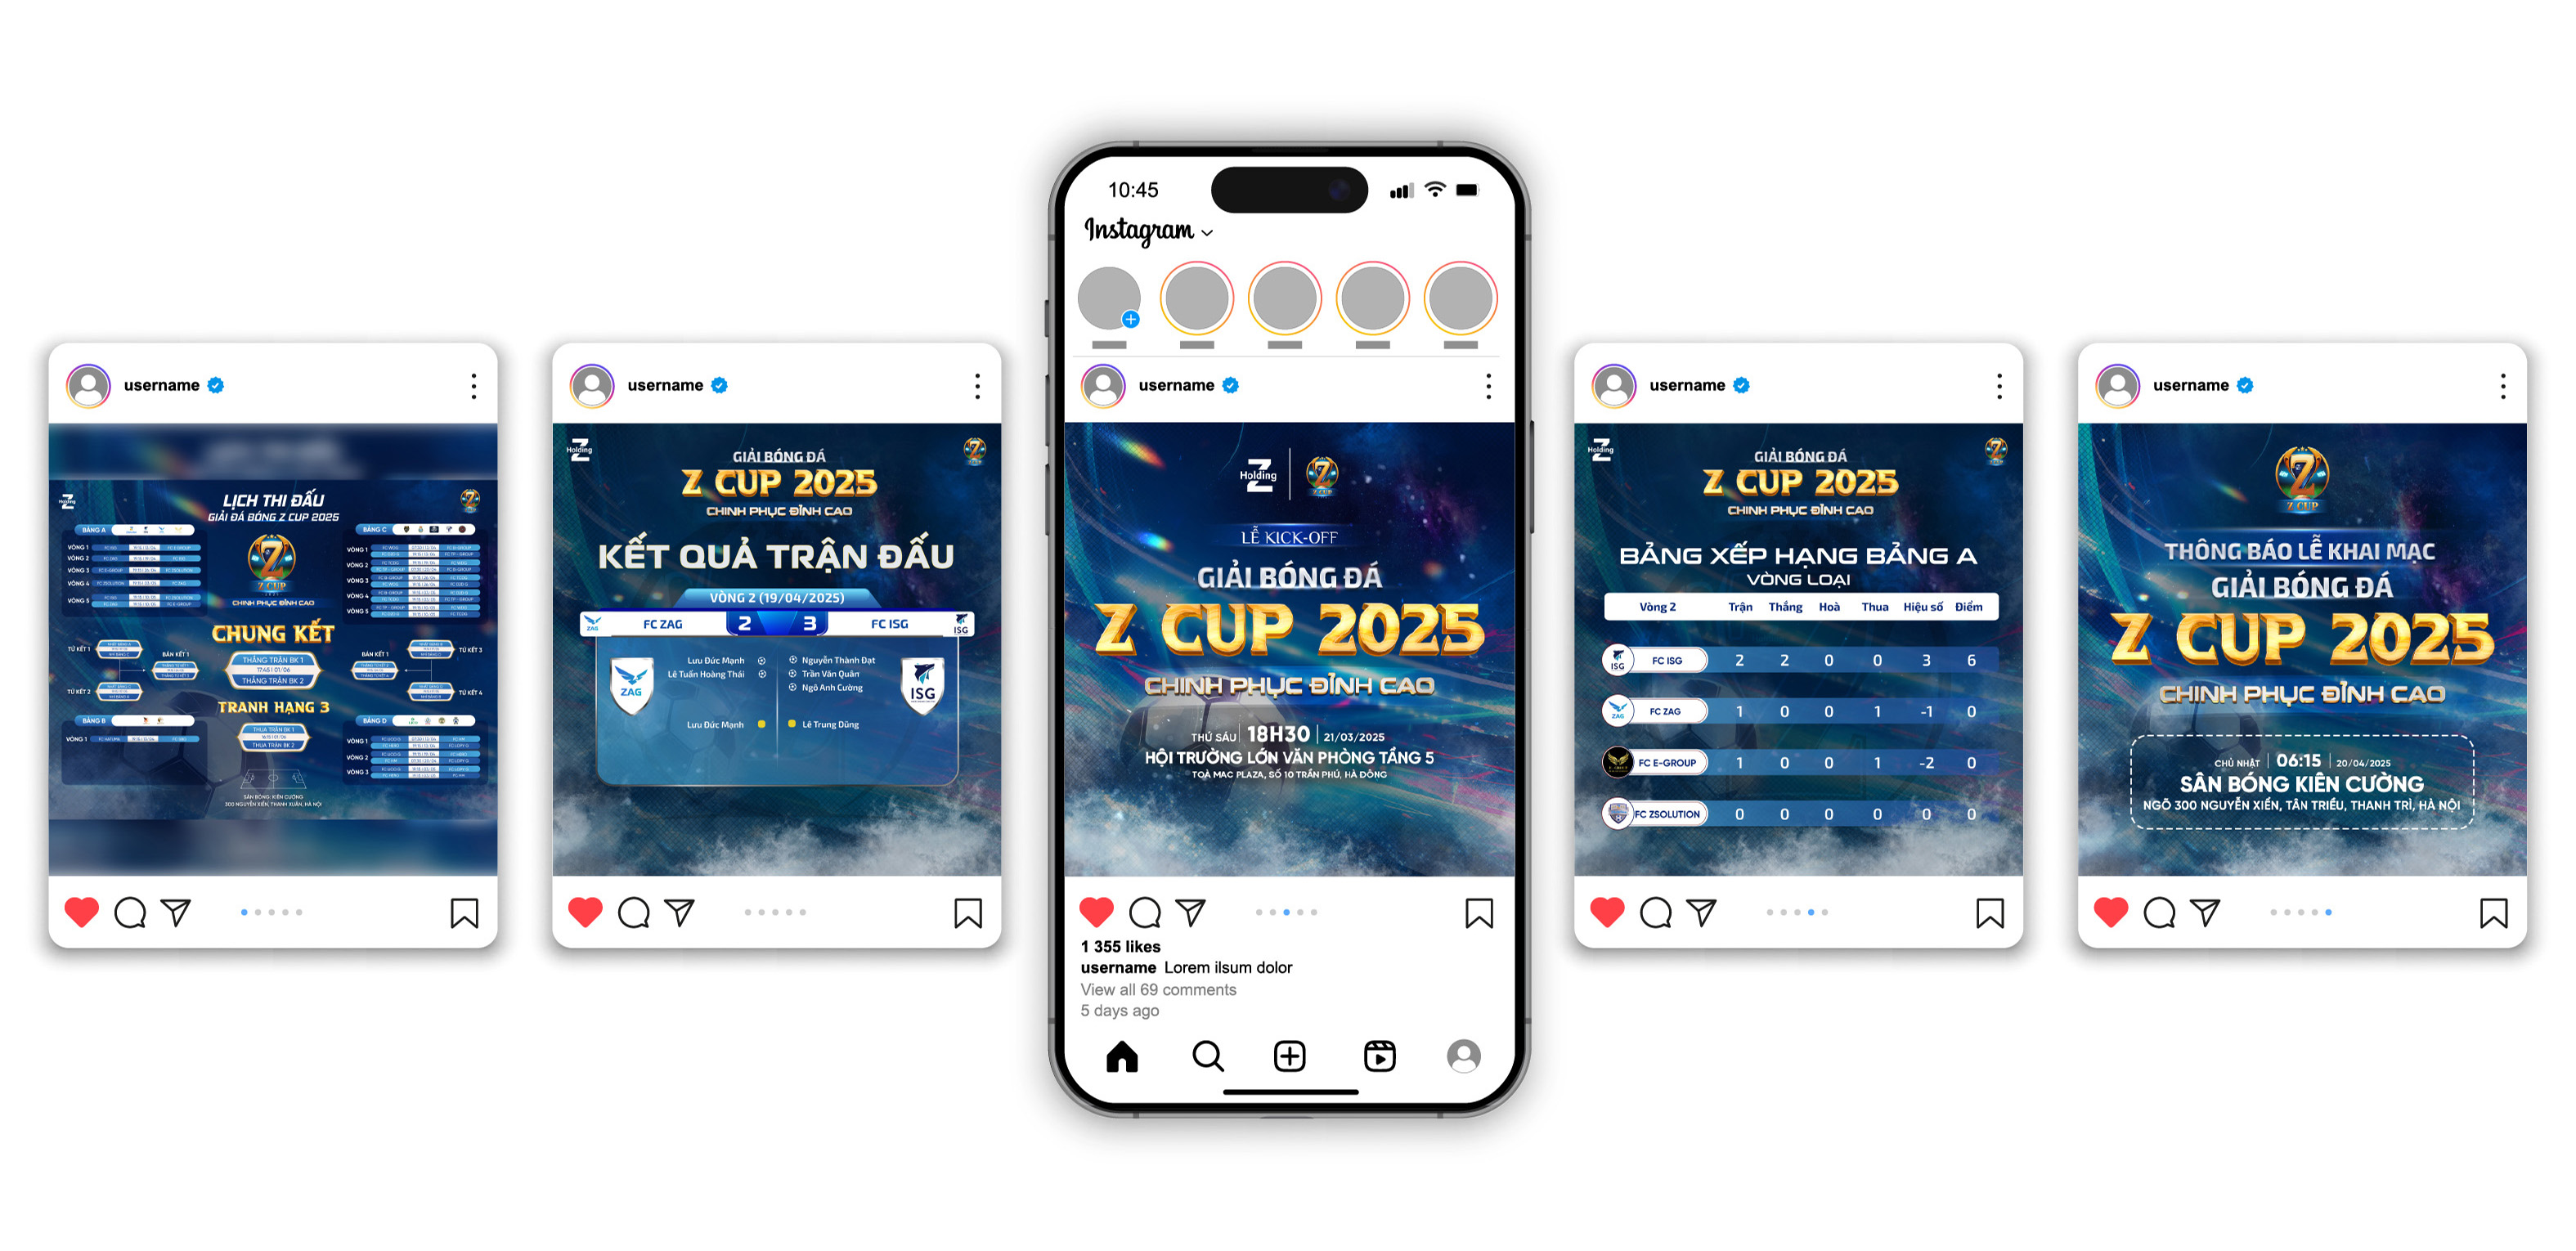 username
Z
Holding
LỊCH THI ĐẤU
GIẢI ĐÁ BÓNG Z CUP 2025
BẢNG A
VÒNG 1
VÒNG 2
VÒNG 3
VÒNG 4
VÒNG 5
BẢNG C
VÒNG 1
VÒNG 2
VÒNG 3
VÒNG 4
VÒNG 5
Z CUP
CHINH PHỤC ĐỈNH CAO
CHUNG KẾT
THẮNG TRẬN BK 1
17:45 | 01/06
THẮNG TRẬN BK 2
TỨ KẾT 1
BÁN KẾT 1
TỨ KẾT 2
BÁN KẾT 1
TỨ KẾT 3
TỨ KẾT 4
TRANH HẠNG 3
THUA TRẬN BK 1
THUA TRẬN BK 2
BẢNG B
VÒNG 1
BẢNG D
VÒNG 1
VÒNG 2
VÒNG 3
SÂN BÓNG: KIÊN CƯỜNG
300 NGUYỄN XIỂN, THANH XUÂN, HÀ NỘI
username
Z
Holding
GIẢI BÓNG ĐÁ
Z CUP 2025
CHINH PHỤC ĐỈNH CAO
KẾT QUẢ TRẬN ĐẤU
VÒNG 2 (19/04/2025)
ZAG FC ZAG 2 3 FC ISG ISG
Lưu Đức Mạnh Nguyễn Thành Đạt
Lê Tuấn Hoàng Thái Trần Văn Quân
Ngô Anh Cường
ZAG
ISG
Lưu Đức Mạnh Lê Trung Dũng
10:45
Instagram
username
Z
Holding
Z CUP
LỄ KICK-OFF
GIẢI BÓNG ĐÁ
Z CUP 2025
CHINH PHỤC ĐỈNH CAO
THỨ SÁU | 18H30 | 21/03/2025
HỘI TRƯỜNG LỚN VĂN PHÒNG TẦNG 5
TOÀ MAC PLAZA, SỐ 10 TRẦN PHÚ, HÀ ĐÔNG
1 355 likes
username Lorem ilsum dolor
View all 69 comments
5 days ago
username
Z
Holding
GIẢI BÓNG ĐÁ
Z CUP 2025
CHINH PHỤC ĐỈNH CAO
BẢNG XẾP HẠNG BẢNG A
VÒNG LOẠI
Vòng 2 Trận Thắng Hoà Thua Hiệu số Điểm
ISG FC ISG 2 2 0 0 3 6
ZAG FC ZAG 1 0 0 1 -1 0
FC E-GROUP 1 0 0 1 -2 0
FC ZSOLUTION 0 0 0 0 0 0
username
Z CUP
THÔNG BÁO LỄ KHAI MẠC
GIẢI BÓNG ĐÁ
Z CUP 2025
CHINH PHỤC ĐỈNH CAO
CHỦ NHẬT | 06:15 | 20/04/2025
SÂN BÓNG KIÊN CƯỜNG
NGÕ 300 NGUYỄN XIỂN, TÂN TRIỀU, THANH TRÌ, HÀ NỘI